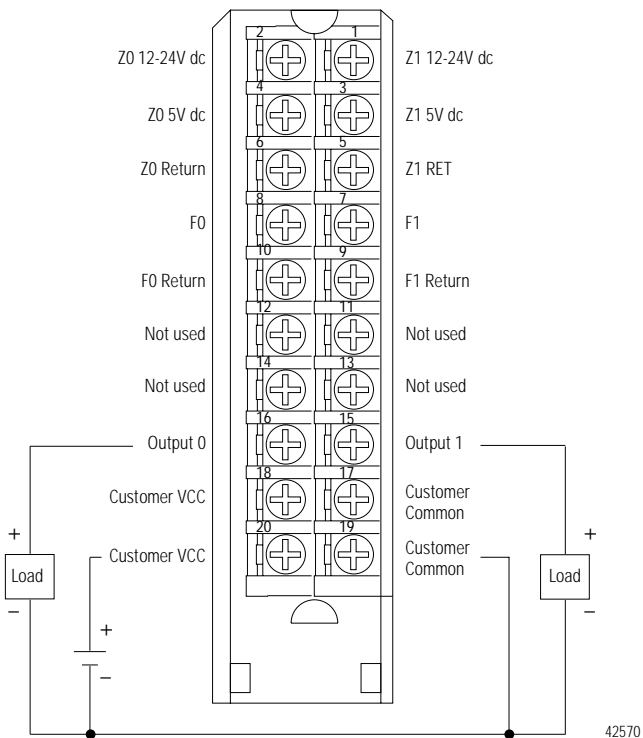 2 1
Z0 12-24V dc Z1 12-24V dc
4 3
Z0 5V dc Z1 5V dc
6 5
Z0 Return Z1 RET
8 7
F0 F1
10 9
F0 Return F1 Return
12 11
Not used Not used
14 13
Not used Not used
16 15
Output 0 Output 1
18 17
Customer VCC Customer
Common
20 19
+ Customer VCC Customer +
Common
Load Load
– –
+
–
42570